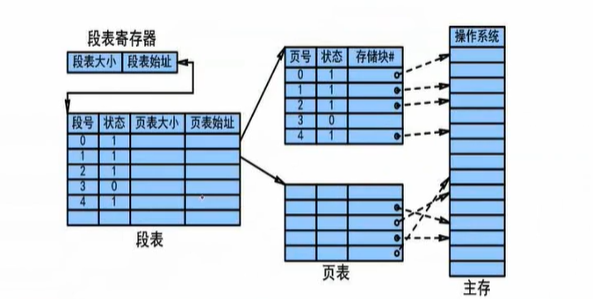 段表寄存器
段表大小 段表始址
段号 状态 页表大小 页表始址
0 1
1 1
2 1
3 0
4 1
段表
页号 状态 存储块#
0 1
1 1
2 1
3 0
4 1
页表
操作系统
主存